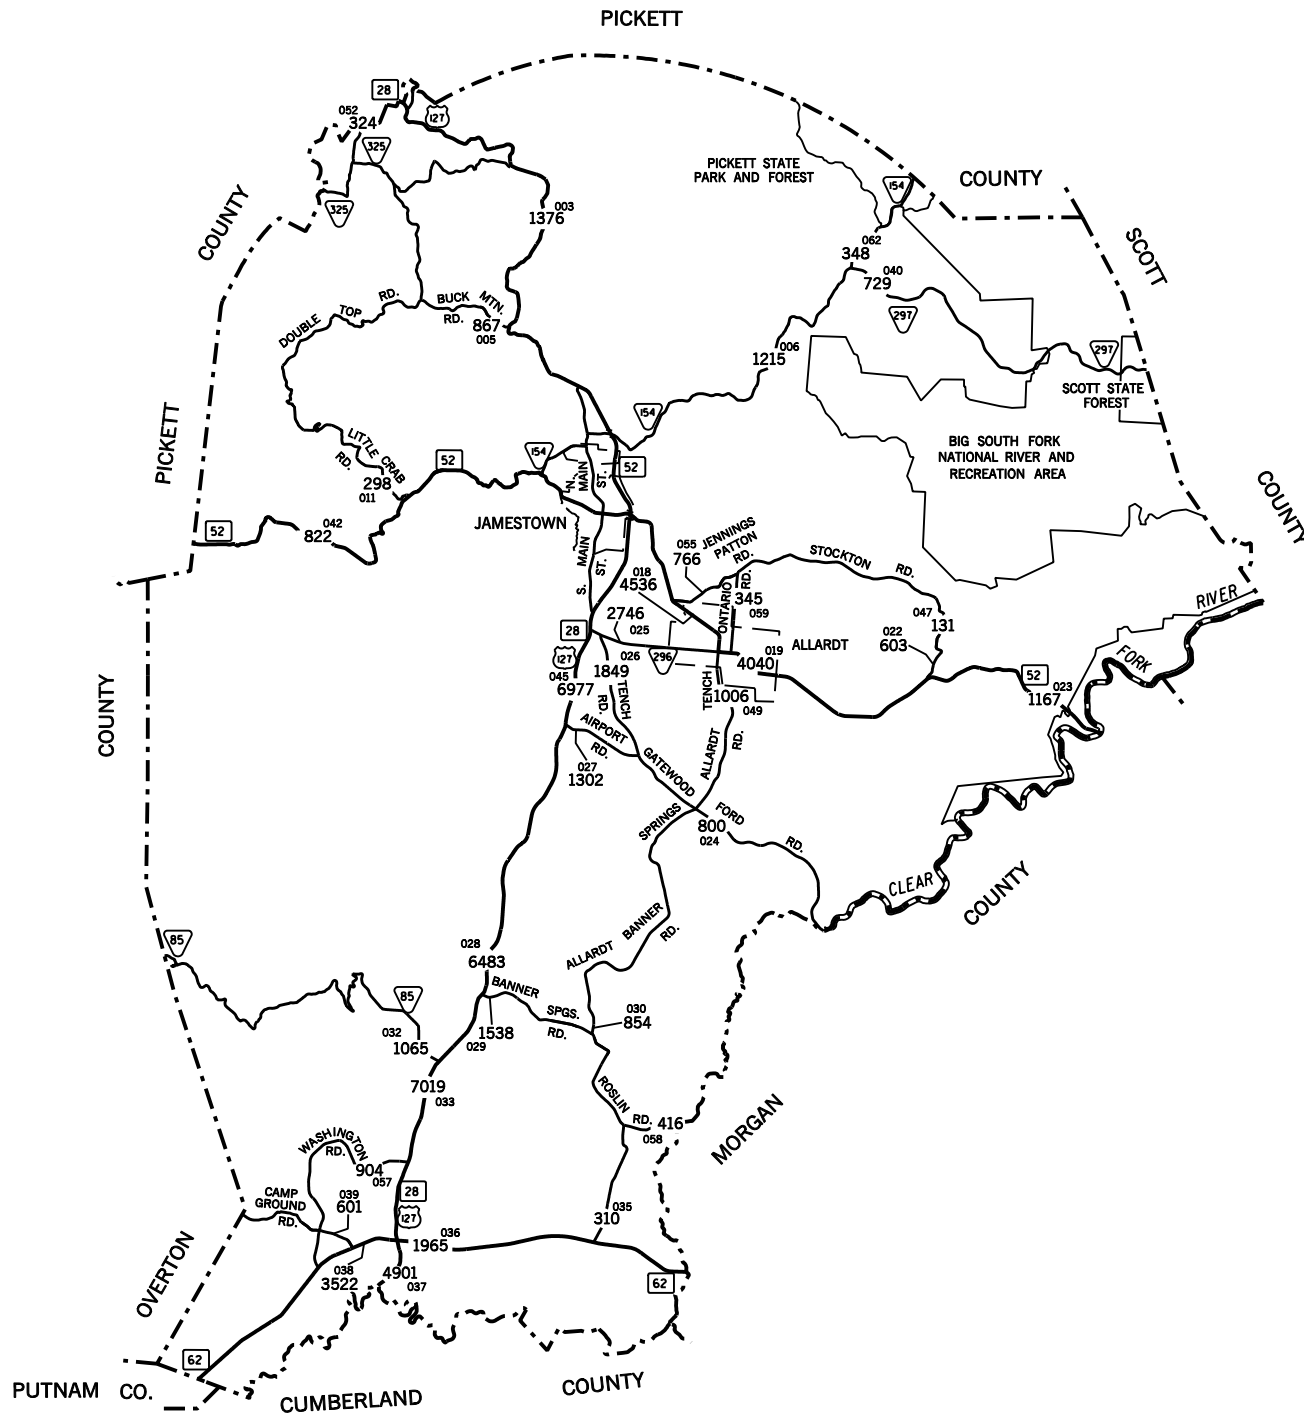 PICKETT
28
127
052
324
325
325
COUNTY
003
1376
PICKETT STATE
PARK AND FOREST
154
COUNTY
062
348
040
729
297
SCOTT
DOUBLE TOP RD.
BUCK MTN.
RD.
867
005
006
1215
297
SCOTT STATE
FOREST
154
PICKETT
LITTLE CRAB
RD.
298
011
52
154
N.
MAIN
ST.
52
BIG SOUTH FORK
NATIONAL RIVER AND
RECREATION AREA
COUNTY
52
042
822
JAMESTOWN
S. MAIN
ST.
055
766
JENNINGS
PATTON
RD.
STOCKTON RD.
018
4536
ONTARIO RD.
345
059
047
131
2746
025
026
28
127
022
603
ALLARDT
296
019
4040
RIVER
FORK
045
6977
1849
TENCH
RD.
TENCH
1006
049
52
023
1167
COUNTY
AIRPORT
RD.
027
1302
GATEWOOD
FORD
RD.
ALLARDT
RD.
SPRINGS
800
024
CLEAR
COUNTY
BANNER
RD.
ALLARDT
85
028
6483
BANNER
SPGS.
RD.
85
032
1065
1538
029
030
854
7019
033
ROSLIN
RD.
416
058
MORGAN
WASHINGTON
RD.
904
057
CAMP
GROUND
RD.
039
601
28
127
035
310
036
1965
038
3522
4901
037
62
OVERTON
62
PUTNAM CO.
CUMBERLAND
COUNTY